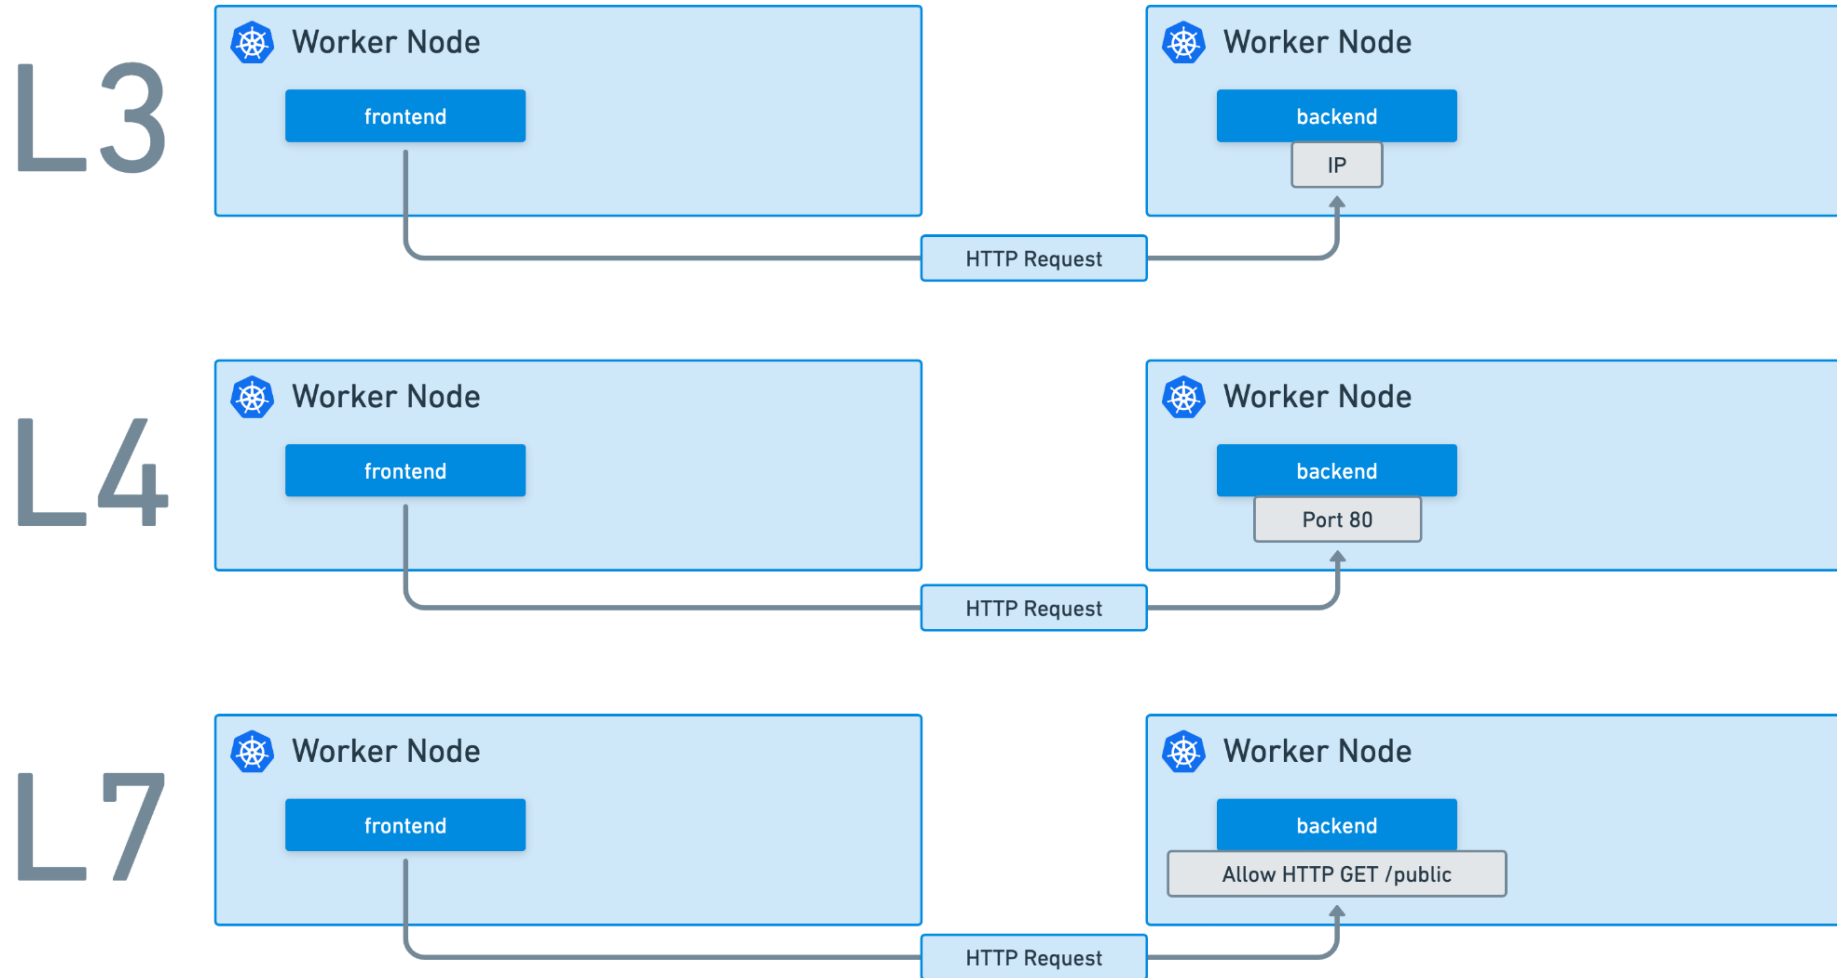 L3
Worker Node
frontend
Worker Node
backend
IP
HTTP Request
L4
Worker Node
frontend
Worker Node
backend
Port 80
HTTP Request
L7
Worker Node
frontend
Worker Node
backend
Allow HTTP GET /public
HTTP Request